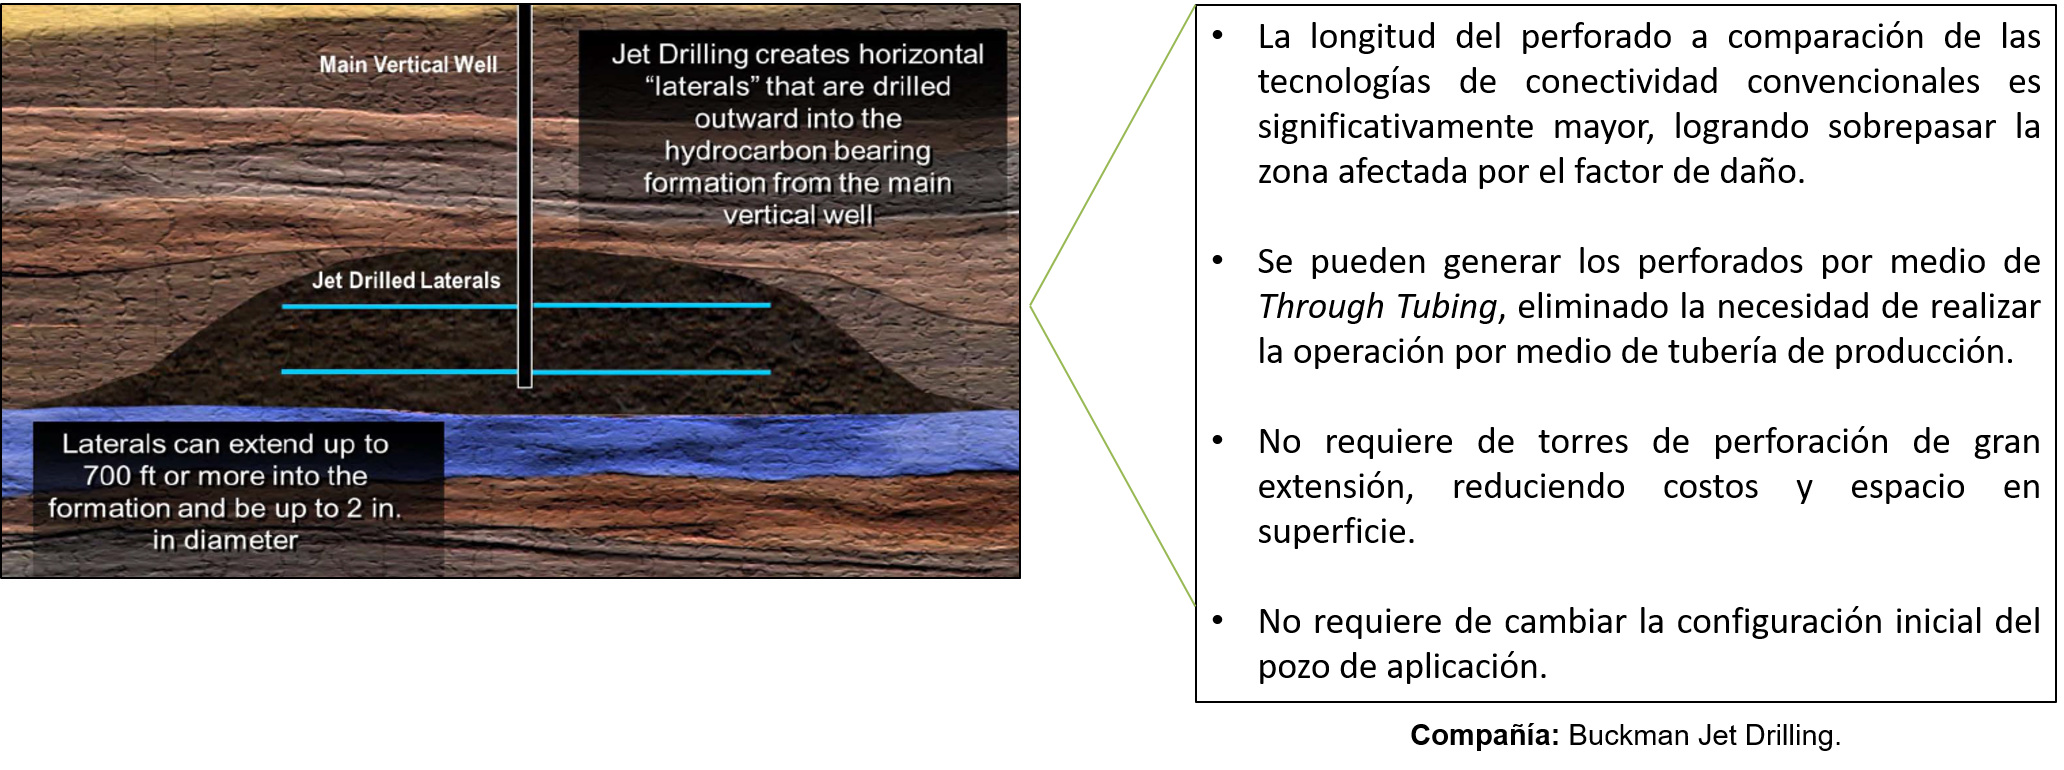 Main Vertical Well
Jet Drilling creates horizontal
“laterals” that are drilled
outward into the
hydrocarbon bearing
formation from the main
vertical well
Jet Drilled Laterals
Laterals can extend up to
700 ft or more into the
formation and be up to 2 in.
in diameter
• La longitud del perforado a comparación de las
tecnologías de conectividad convencionales es
significativamente mayor, logrando sobrepasar la
zona afectada por el factor de daño.
• Se pueden generar los perforados por medio de
Through Tubing, eliminado la necesidad de realizar
la operación por medio de tubería de producción.
• No requiere de torres de perforación de gran
extensión, reduciendo costos y espacio en
superficie.
• No requiere de cambiar la configuración inicial del
pozo de aplicación.
Compañía: Buckman Jet Drilling.